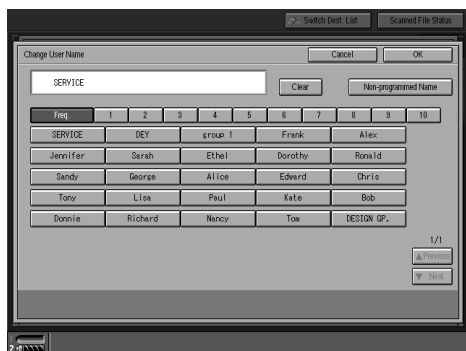 Switch Dest. List Scanned File Status
Change User Name Cancel OK
SERVICE Clear Non-programmed Name
Freq. 1 2 3 4 5 6 7 8 9 10
SERVICE DEY group 1 Frank Alex
Jennifer Sarah Ethel Dorothy Ronald
Sandy George Alice Edward Chris
Tony Lisa Paul Kate Bob
Donnie Richard Nancy Tom DESIGN GP.
1/1
▲Previous
▼ Next